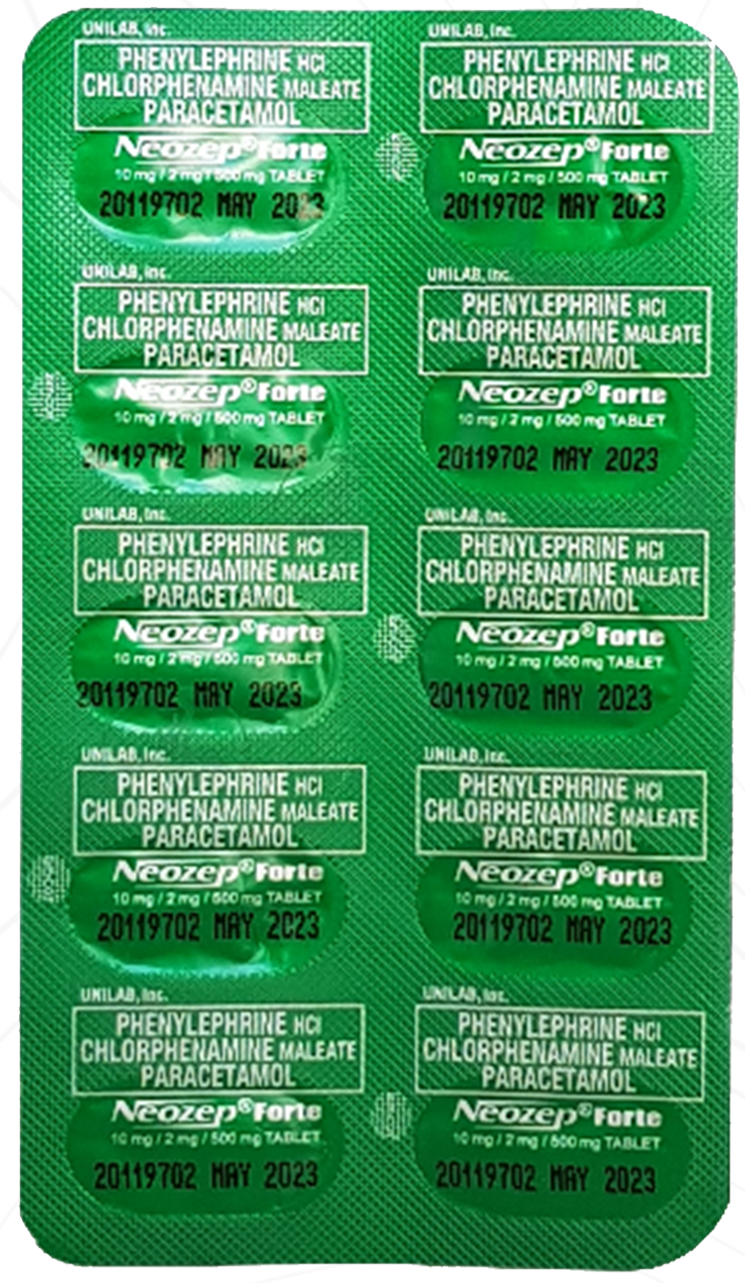 UNILAB, Inc.
PHENYLEPHRINE HCl
CHLORPHENAMINE MALEATE
PARACETAMOL
Neozep® Forte
10 mg / 2 mg / 500 mg TABLET
20119702 MAY 2023
UNILAB, Inc.
PHENYLEPHRINE HCl
CHLORPHENAMINE MALEATE
PARACETAMOL
Neozep® Forte
10 mg / 2 mg / 500 mg TABLET
20119702 MAY 2023
UNILAB, Inc.
PHENYLEPHRINE HCl
CHLORPHENAMINE MALEATE
PARACETAMOL
Neozep® Forte
10 mg / 2 mg / 500 mg TABLET
20119702 MAY 2023
UNILAB, Inc.
PHENYLEPHRINE HCl
CHLORPHENAMINE MALEATE
PARACETAMOL
Neozep® Forte
10 mg / 2 mg / 500 mg TABLET
20119702 MAY 2023
UNILAB, Inc.
PHENYLEPHRINE HCl
CHLORPHENAMINE MALEATE
PARACETAMOL
Neozep® Forte
10 mg / 2 mg / 500 mg TABLET
20119702 MAY 2023
UNILAB, Inc.
PHENYLEPHRINE HCl
CHLORPHENAMINE MALEATE
PARACETAMOL
Neozep® Forte
10 mg / 2 mg / 500 mg TABLET
20119702 MAY 2023
UNILAB, Inc.
PHENYLEPHRINE HCl
CHLORPHENAMINE MALEATE
PARACETAMOL
Neozep® Forte
10 mg / 2 mg / 500 mg TABLET
20119702 MAY 2023
UNILAB, Inc.
PHENYLEPHRINE HCl
CHLORPHENAMINE MALEATE
PARACETAMOL
Neozep® Forte
10 mg / 2 mg / 500 mg TABLET
20119702 MAY 2023
UNILAB, Inc.
PHENYLEPHRINE HCl
CHLORPHENAMINE MALEATE
PARACETAMOL
Neozep® Forte
10 mg / 2 mg / 500 mg TABLET
20119702 MAY 2023
UNILAB, Inc.
PHENYLEPHRINE HCl
CHLORPHENAMINE MALEATE
PARACETAMOL
Neozep® Forte
10 mg / 2 mg / 500 mg TABLET
20119702 MAY 2023